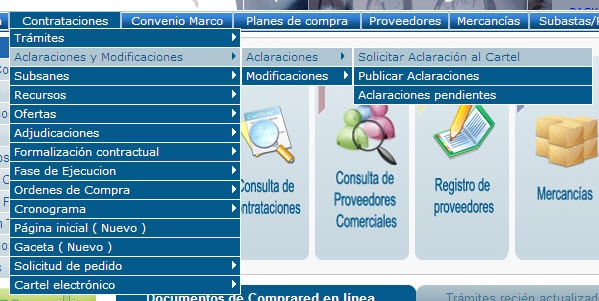 Contrataciones
Convenio Marco
Planes de compra
Proveedores
Mercancías
Subastas/
Trámites
Aclaraciones y Modificaciones
Aclaraciones
Solicitar Aclaración al Cartel
Subsanes
Modificaciones
Publicar Aclaraciones
Recursos
Aclaraciones pendientes
Ofertas
Adjudicaciones
Formalización contractual
Fase de Ejecucion
Ordenes de Compra
Cronograma
Página inicial ( Nuevo )
Gaceta ( Nuevo )
Solicitud de pedido
Cartel electrónico
Consulta de
Contrataciones
Consulta de
Proveedores
Comerciales
Registro de
proveedores
Mercancías
Documentos de Comprared en línea
Trámites recién actualizad